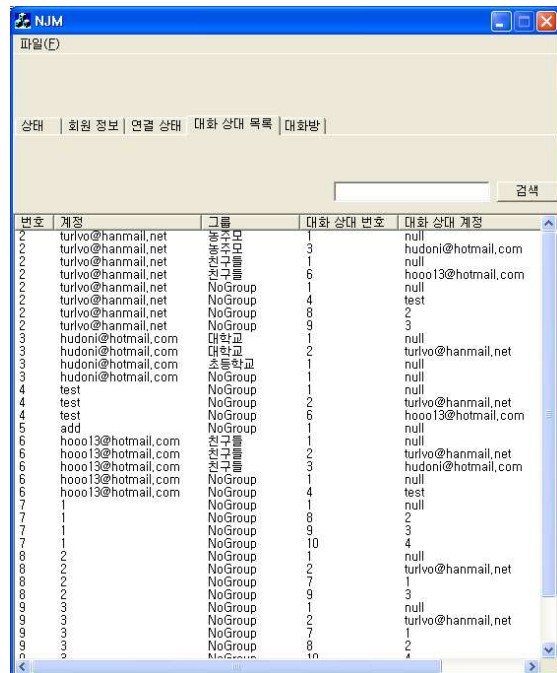 NJM
파일(F)
상태 회원 정보 연결 상태 대화 상대 목록 대화방
검색
번호 계정 그룹 대화 상대 번호 대화 상대 계정
2 turlvo@hanmail.net 농주모 1 null
2 turlvo@hanmail.net 농주모 3 hudoni@hotmail.com
2 turlvo@hanmail.net 친구들 1 null
2 turlvo@hanmail.net 친구들 6 hooo13@hotmail.com
2 turlvo@hanmail.net NoGroup 1 null
2 turlvo@hanmail.net NoGroup 4 test
2 turlvo@hanmail.net NoGroup 8 2
2 turlvo@hanmail.net NoGroup 9 3
3 hudoni@hotmail.com 대학교 1 null
3 hudoni@hotmail.com 대학교 2 turlvo@hanmail.net
3 hudoni@hotmail.com 초등학교 1 null
3 hudoni@hotmail.com NoGroup 1 null
4 test NoGroup 1 null
4 test NoGroup 2 turlvo@hanmail.net
4 test NoGroup 6 hooo13@hotmail.com
5 add NoGroup 1 null
6 hooo13@hotmail.com 친구들 1 null
6 hooo13@hotmail.com 친구들 2 turlvo@hanmail.net
6 hooo13@hotmail.com 친구들 3 hudoni@hotmail.com
6 hooo13@hotmail.com NoGroup 1 null
6 hooo13@hotmail.com NoGroup 4 test
7 1 NoGroup 1 null
7 1 NoGroup 8 2
7 1 NoGroup 9 3
7 1 NoGroup 10 4
8 2 NoGroup 1 null
8 2 NoGroup 2 turlvo@hanmail.net
8 2 NoGroup 7 1
8 2 NoGroup 9 3
9 3 NoGroup 1 null
9 3 NoGroup 2 turlvo@hanmail.net
9 3 NoGroup 7 1
9 3 NoGroup 8 2
9 3 NoGroup 10 4